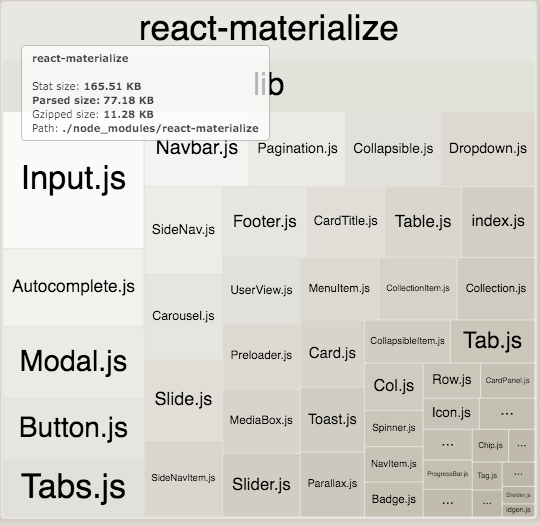 react-materialize
react-materialize
Stat size: 165.51 KB
Parsed size: 77.18 KB
Gzipped size: 11.28 KB
Path: ./node_modules/react-materialize
lib
Input.js
Navbar.js
Pagination.js
Collapsible.js
Dropdown.js
SideNav.js
Footer.js
CardTitle.js
Table.js
index.js
Autocomplete.js
Carousel.js
UserView.js
MenuItem.js
CollectionItem.js
Collection.js
Modal.js
Slide.js
Preloader.js
Card.js
CollapsibleItem.js
Tab.js
Col.js
Row.js
CardPanel.js
Button.js
MediaBox.js
Toast.js
Spinner.js
Icon.js
...
Tabs.js
SideNavItem.js
Slider.js
Parallax.js
NavItem.js
...
Chip.js
...
ProgressBar.js
Tag.js
...
Badge.js
...
...
Divider.js
idgen.js